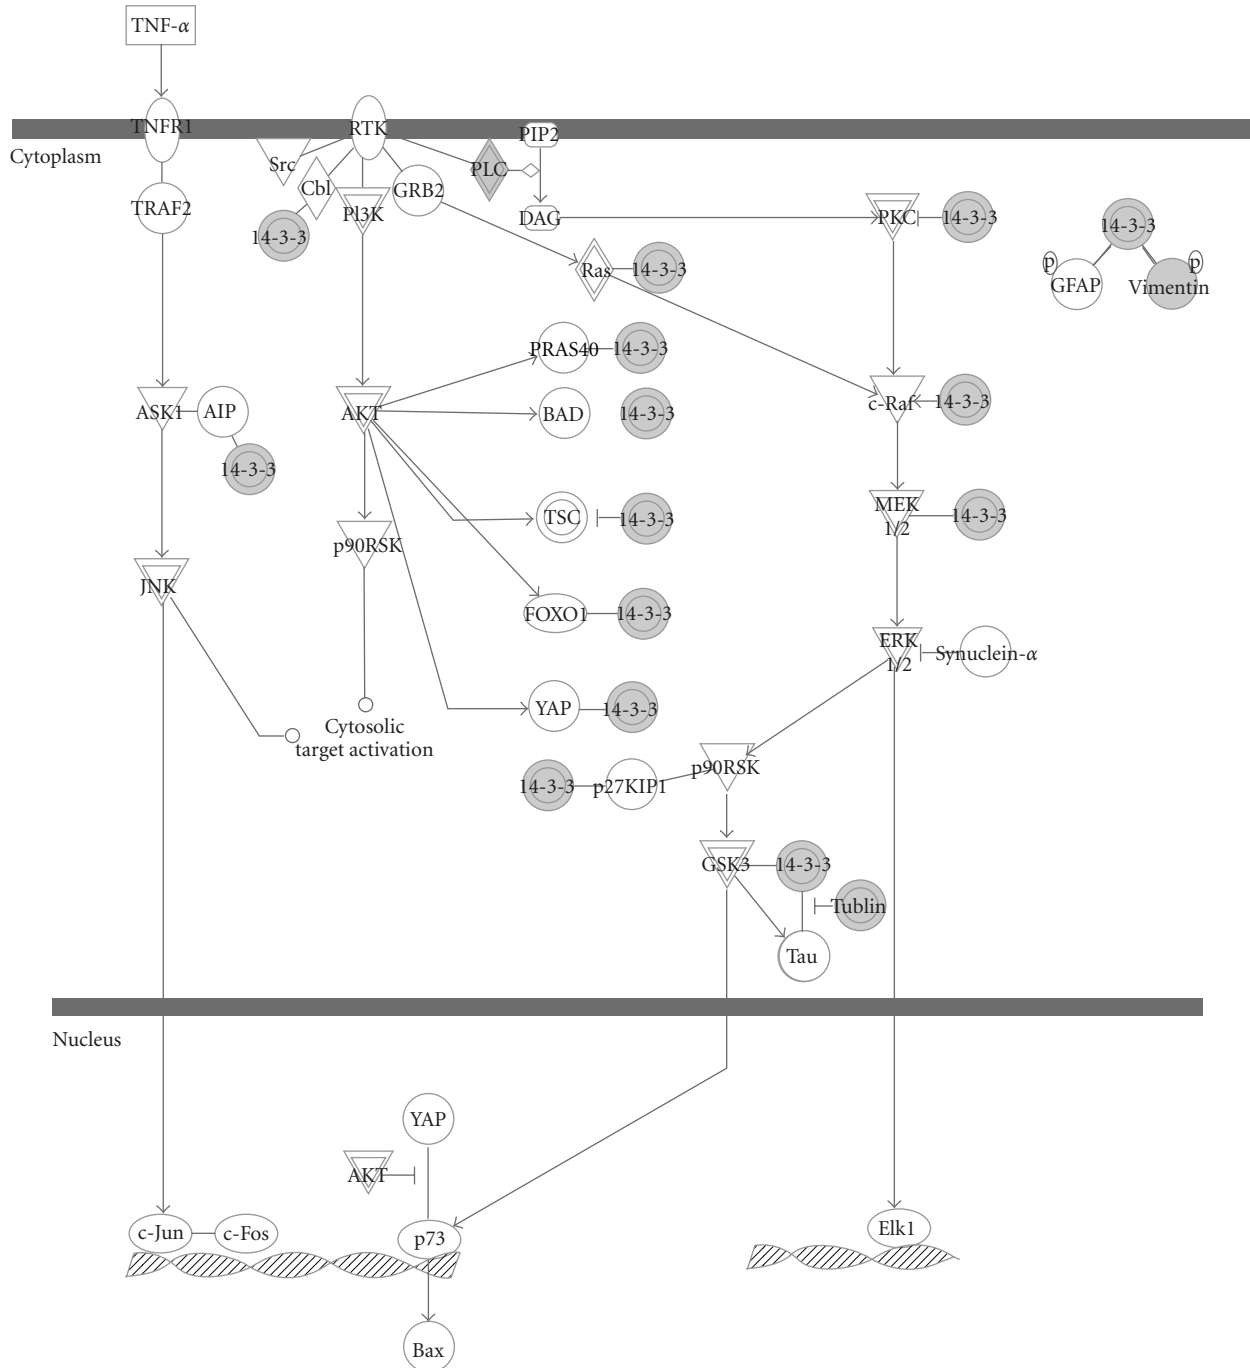 TNF-α
TNFR1
RTK
PIP2
Cytoplasm
Src
PLC
Cbl
GRB2
TRAF2
PI3K
DAG
PKC
14-3-3
14-3-3
14-3-3
Ras
14-3-3
p
p
GFAP
Vimentin
PRAS40
14-3-3
ASK1
AIP
AKT
BAD
14-3-3
c-Raf
14-3-3
14-3-3
MEK
1/2
14-3-3
TSC
14-3-3
p90RSK
JNK
FOXO1
14-3-3
ERK
1/2
Synuclein-α
YAP
14-3-3
Cytosolic
target activation
p90RSK
14-3-3
p27KIP1
GSK3
14-3-3
Tublin
Tau
Nucleus
YAP
AKT
c-Jun
c-Fos
p73
Elk1
Bax